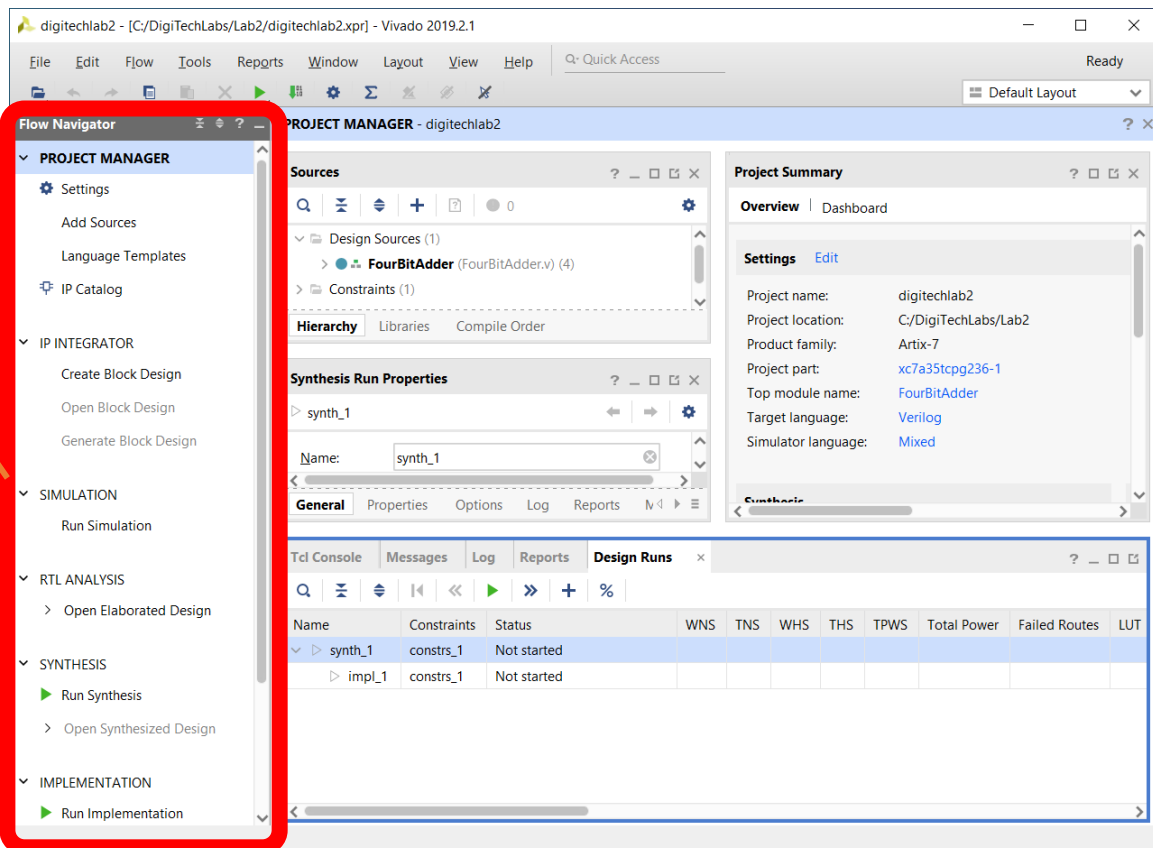 digitechlab2 - [C:/DigiTechLabs/Lab2/digitechlab2.xpr] - Vivado 2019.2.1
File Edit Flow Tools Reports Window Layout View Help Quick Access Ready
Default Layout
Flow Navigator
PROJECT MANAGER
Settings
Add Sources
Language Templates
IP Catalog
IP INTEGRATOR
Create Block Design
Open Block Design
Generate Block Design
SIMULATION
Run Simulation
RTL ANALYSIS
Open Elaborated Design
SYNTHESIS
Run Synthesis
Open Synthesized Design
IMPLEMENTATION
Run Implementation
PROJECT MANAGER - digitechlab2
Sources
0
Design Sources (1)
FourBitAdder (FourBitAdder.v) (4)
Constraints (1)
Hierarchy Libraries Compile Order
Synthesis Run Properties
synth_1
Name: synth_1
General Properties Options Log Reports
Project Summary
Overview Dashboard
Settings Edit
Project name: digitechlab2
Project location: C:/DigiTechLabs/Lab2
Product family: Artix-7
Project part: xc7a35tcpg236-1
Top module name: FourBitAdder
Target language: Verilog
Simulator language: Mixed
Synthesis
Tcl Console Messages Log Reports Design Runs
Name Constraints Status WNS TNS WHS THS TPWS Total Power Failed Routes LUT
synth_1 constrs_1 Not started
impl_1 constrs_1 Not started